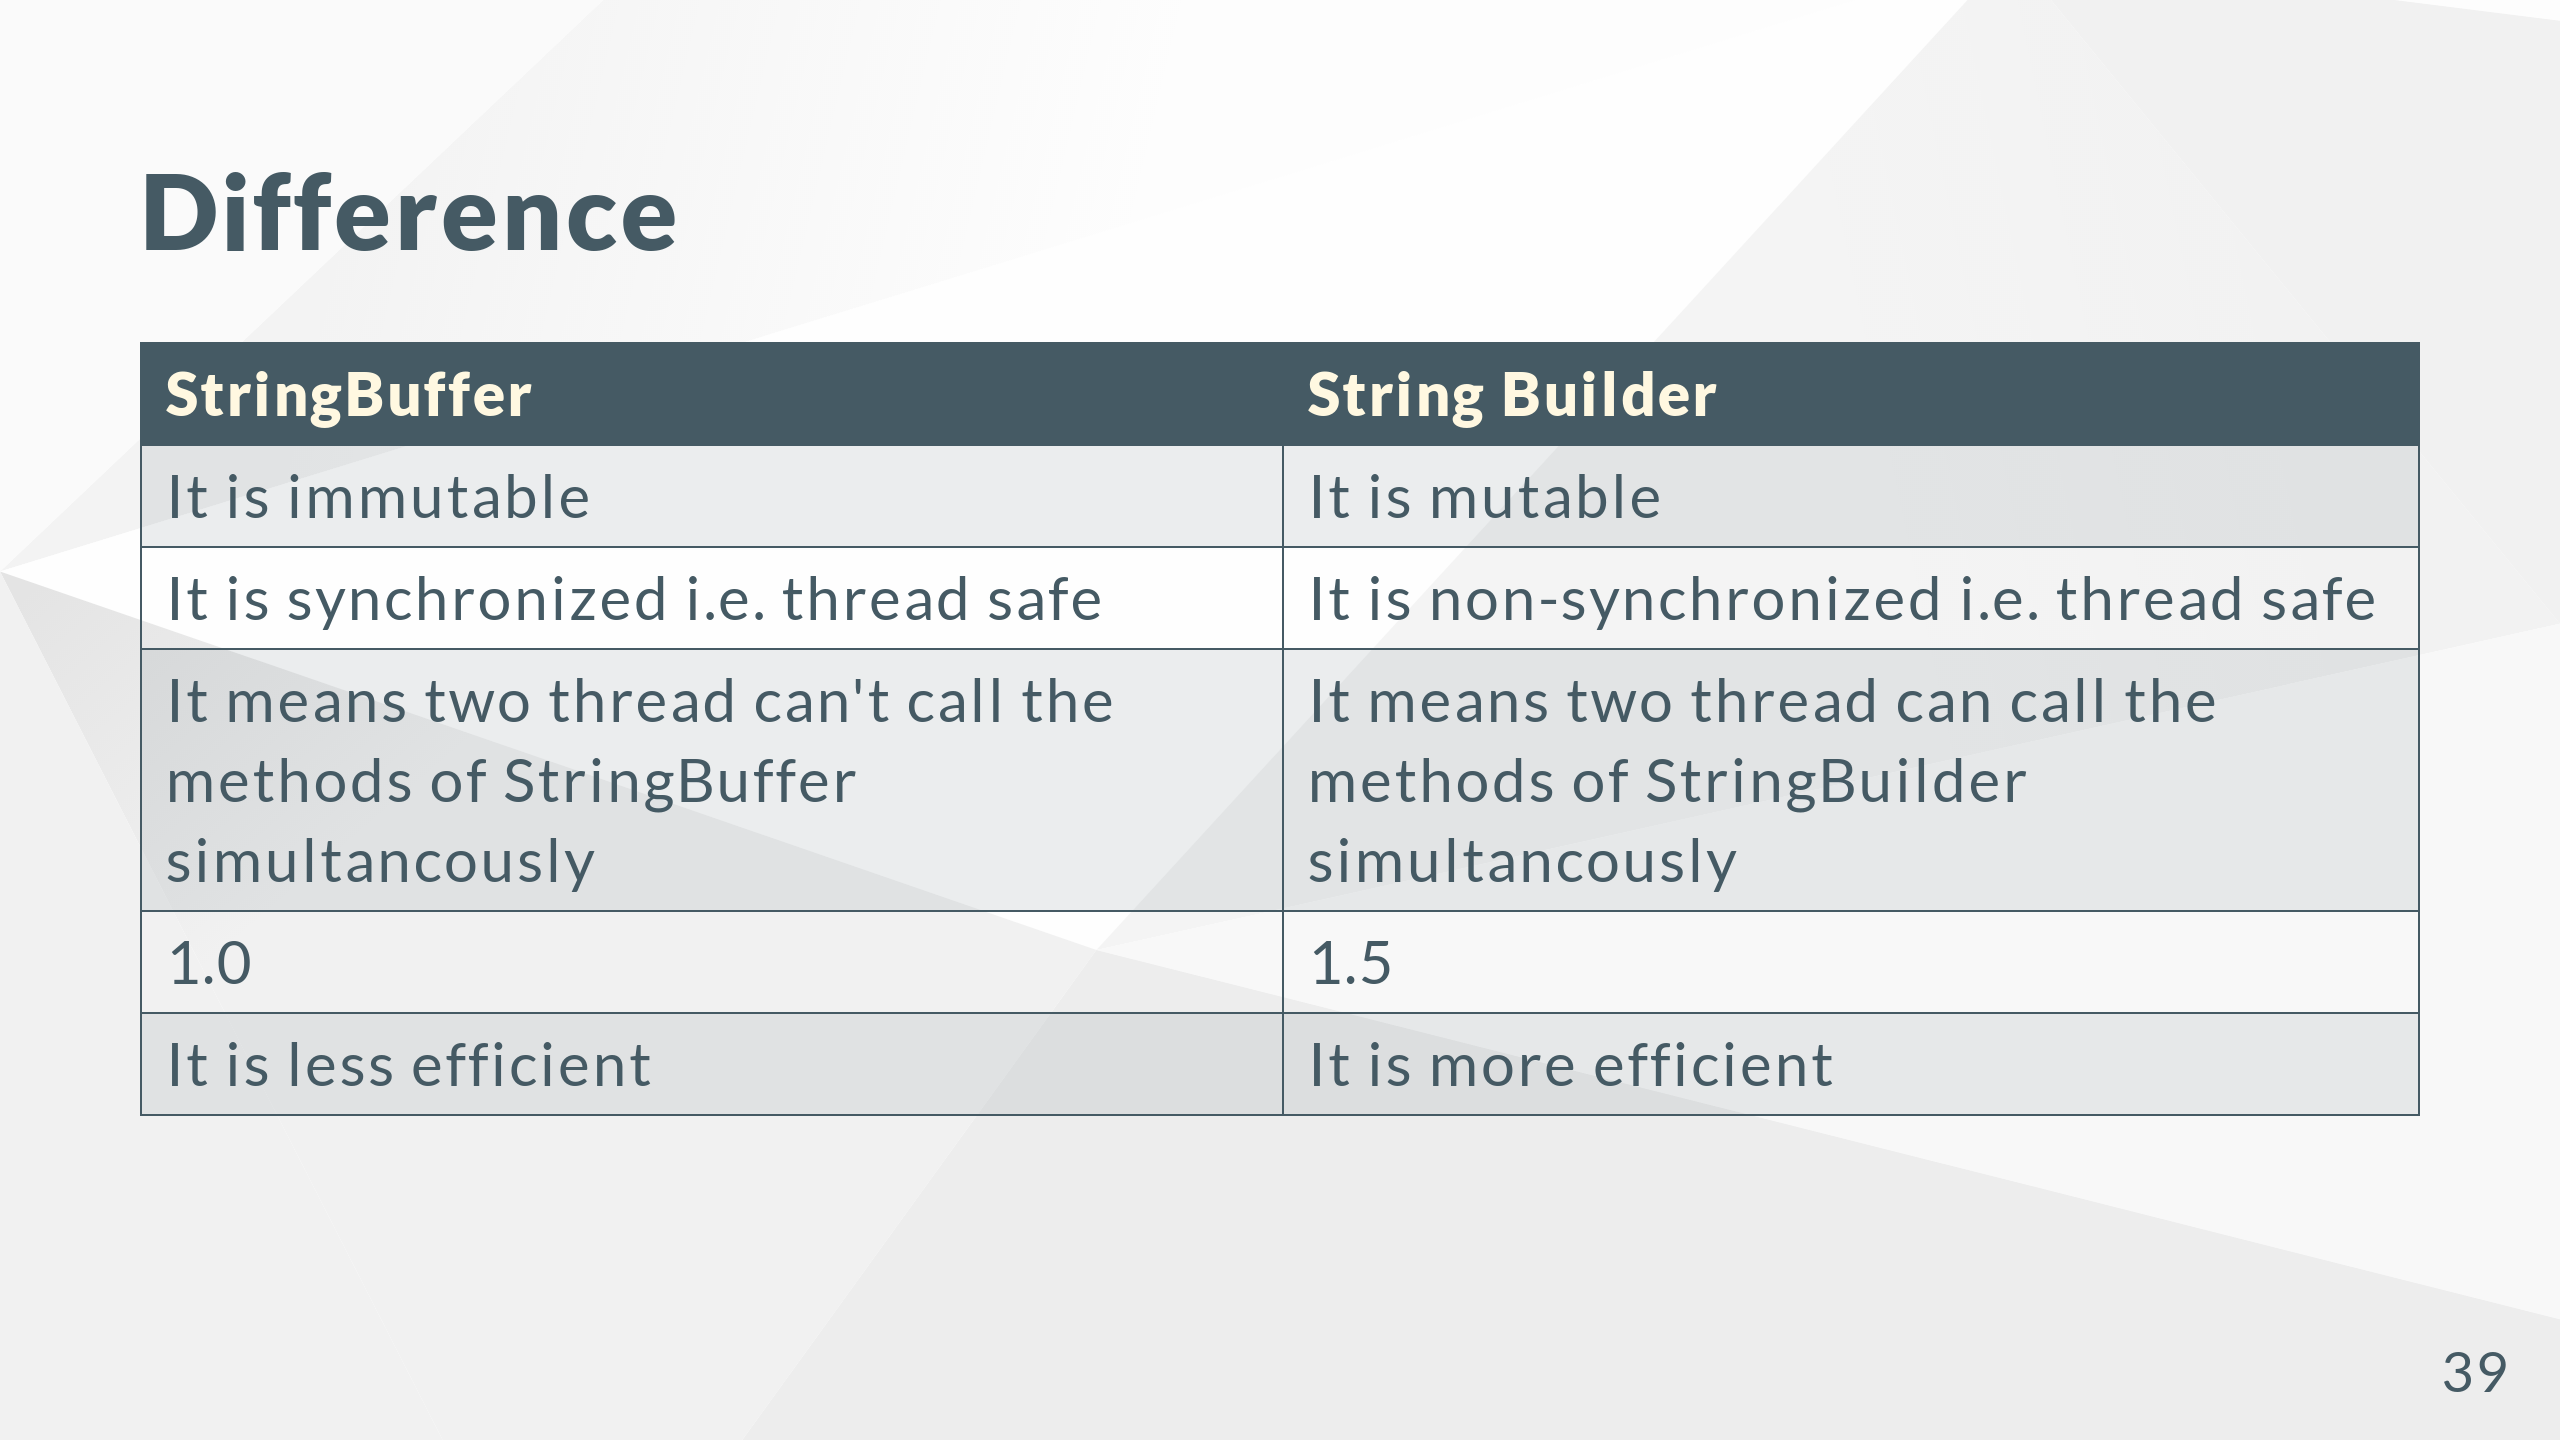 Difference
StringBuffer
String Builder
It is immutable
It is mutable
It is synchronized i.e. thread safe
It is non-synchronized i.e. thread safe
It means two thread can't call the
methods of StringBuffer
simultancously
It means two thread can call the
methods of StringBuilder
simultancously
1.0
1.5
It is less efficient
It is more efficient
39